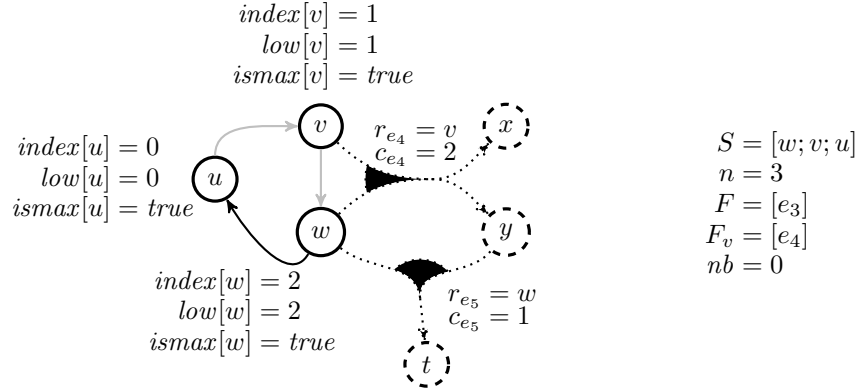 index[v] = 1
low[v] = 1
ismax[v] = true
v
x
r_{e_4} = v
c_{e_4} = 2
index[u] = 0
low[u] = 0
ismax[u] = true
u
S = [w; v; u]
n = 3
F = [e_3]
F_v = [e_4]
nb = 0
w
y
index[w] = 2
low[w] = 2
ismax[w] = true
r_{e_5} = w
c_{e_5} = 1
t